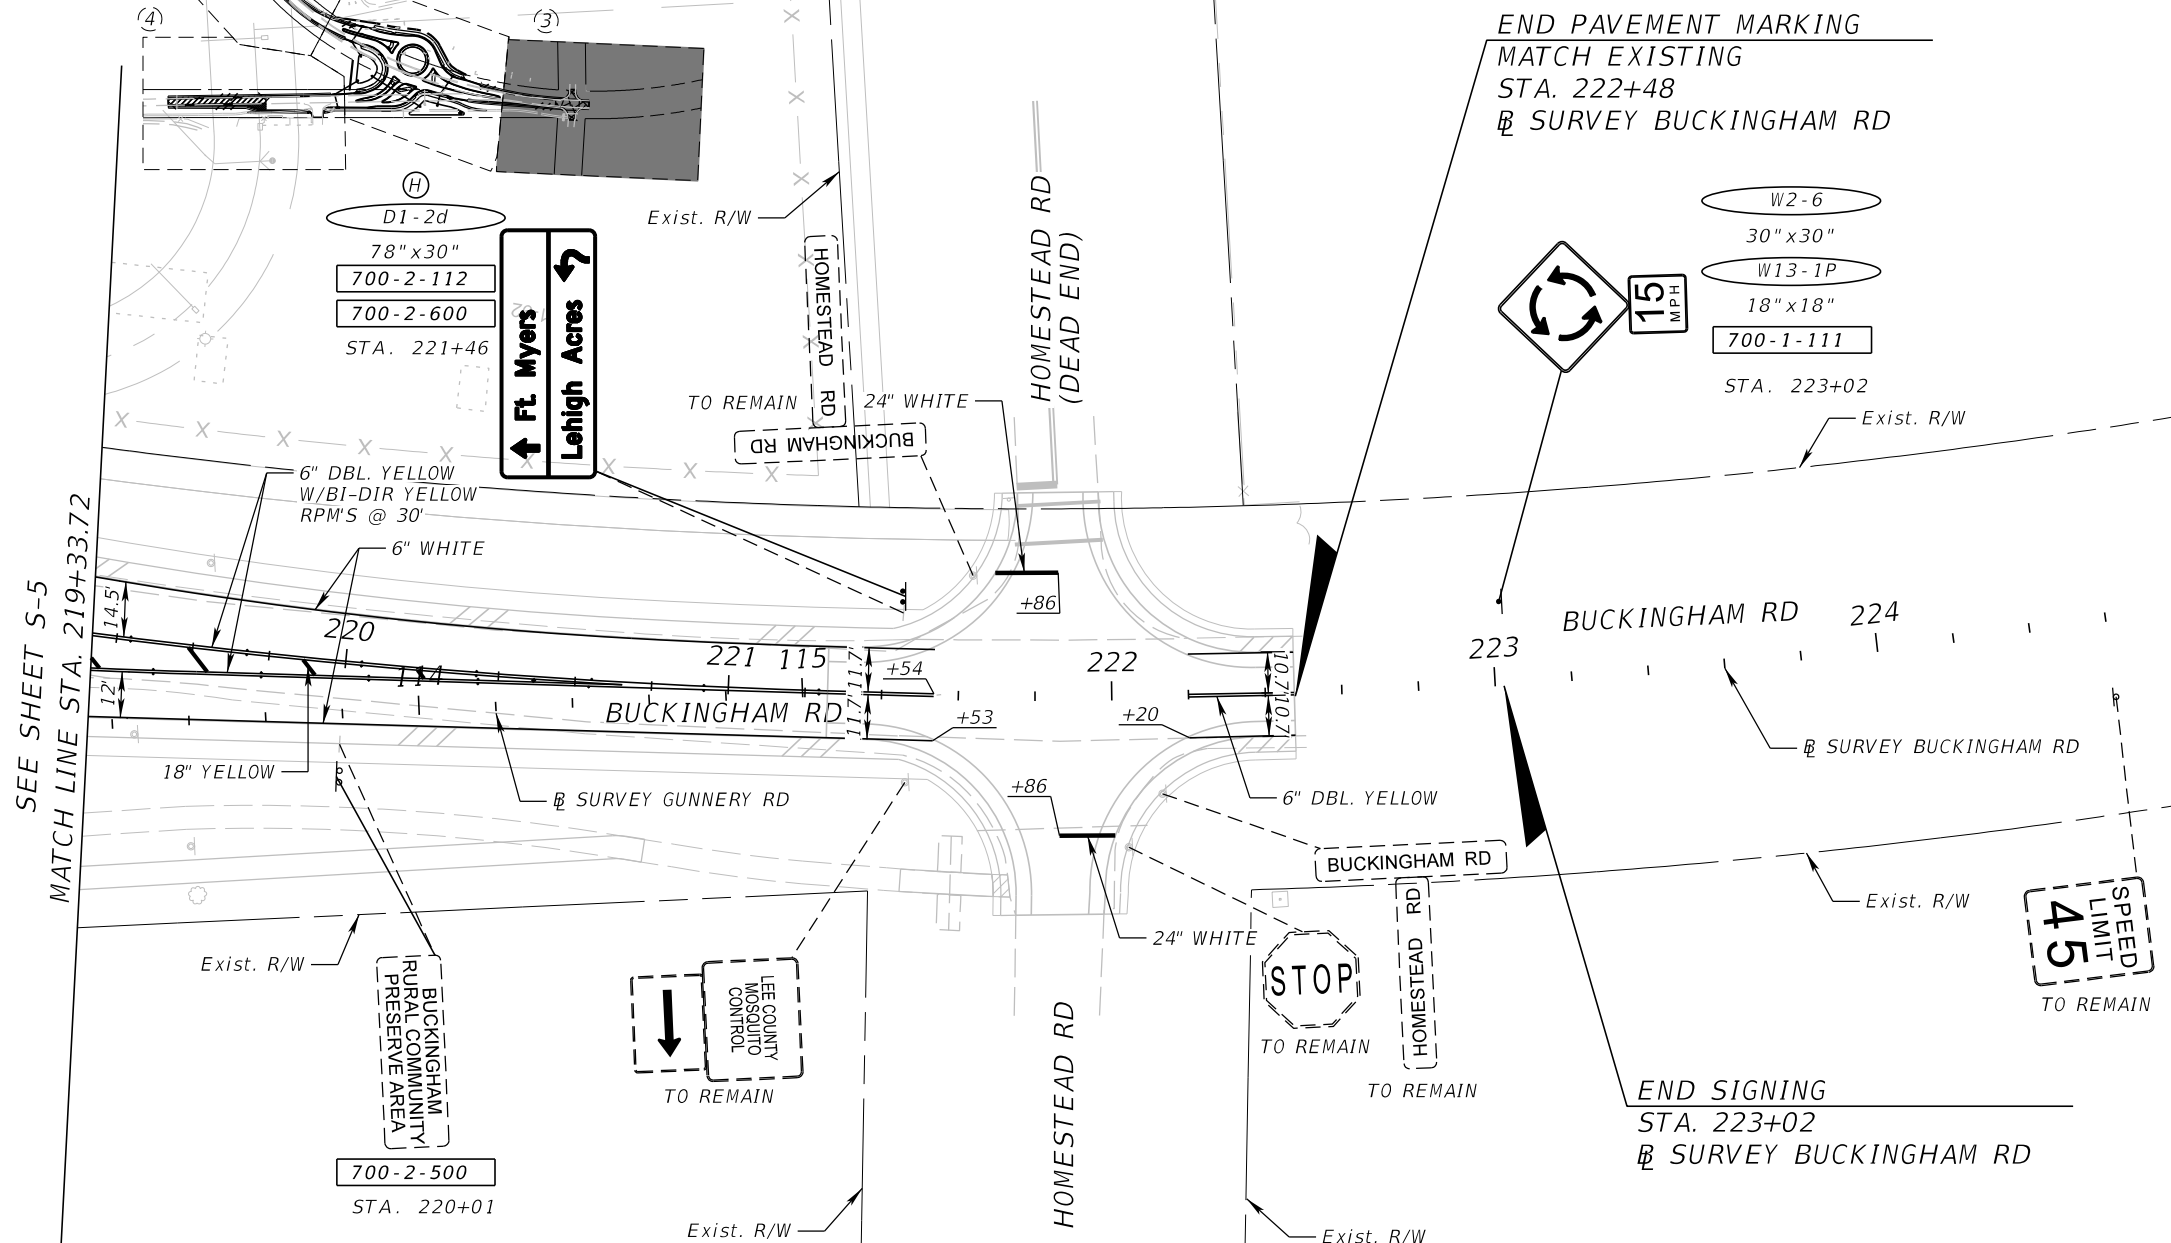 4
3
END PAVEMENT MARKING
MATCH EXISTING
STA. 222+48
BL SURVEY BUCKINGHAM RD
H
D1-2d
78"x30"
700-2-112
700-2-600
STA. 221+46
↑ Ft. Myers
Lehigh Acres
Exist. R/W
HOMESTEAD RD
BUCKINGHAM RD
TO REMAIN
24" WHITE
HOMESTEAD RD
(DEAD END)
15
MPH
W2-6
30"x30"
W13-1P
18"x18"
700-1-111
STA. 223+02
Exist. R/W
6" DBL. YELLOW
W/BI-DIR YELLOW
RPM'S @ 30'
6" WHITE
SEE SHEET S-5
MATCH LINE STA. 219+33.72
14.5'
12'
220
114
221
115
11.7'
11.7'
+54
+53
+86
222
+20
10.7'
10.7'
223
BUCKINGHAM RD
224
BUCKINGHAM RD
18" YELLOW
BL SURVEY GUNNERY RD
+86
6" DBL. YELLOW
BL SURVEY BUCKINGHAM RD
24" WHITE
BUCKINGHAM RD
HOMESTEAD RD
TO REMAIN
STOP
TO REMAIN
Exist. R/W
SPEED
LIMIT
45
TO REMAIN
Exist. R/W
BUCKINGHAM
RURAL COMMUNITY
PRESERVE AREA
700-2-500
STA. 220+01
LEE COUNTY
MOSQUITO
CONTROL
TO REMAIN
HOMESTEAD RD
Exist. R/W
Exist. R/W
END SIGNING
STA. 223+02
BL SURVEY BUCKINGHAM RD